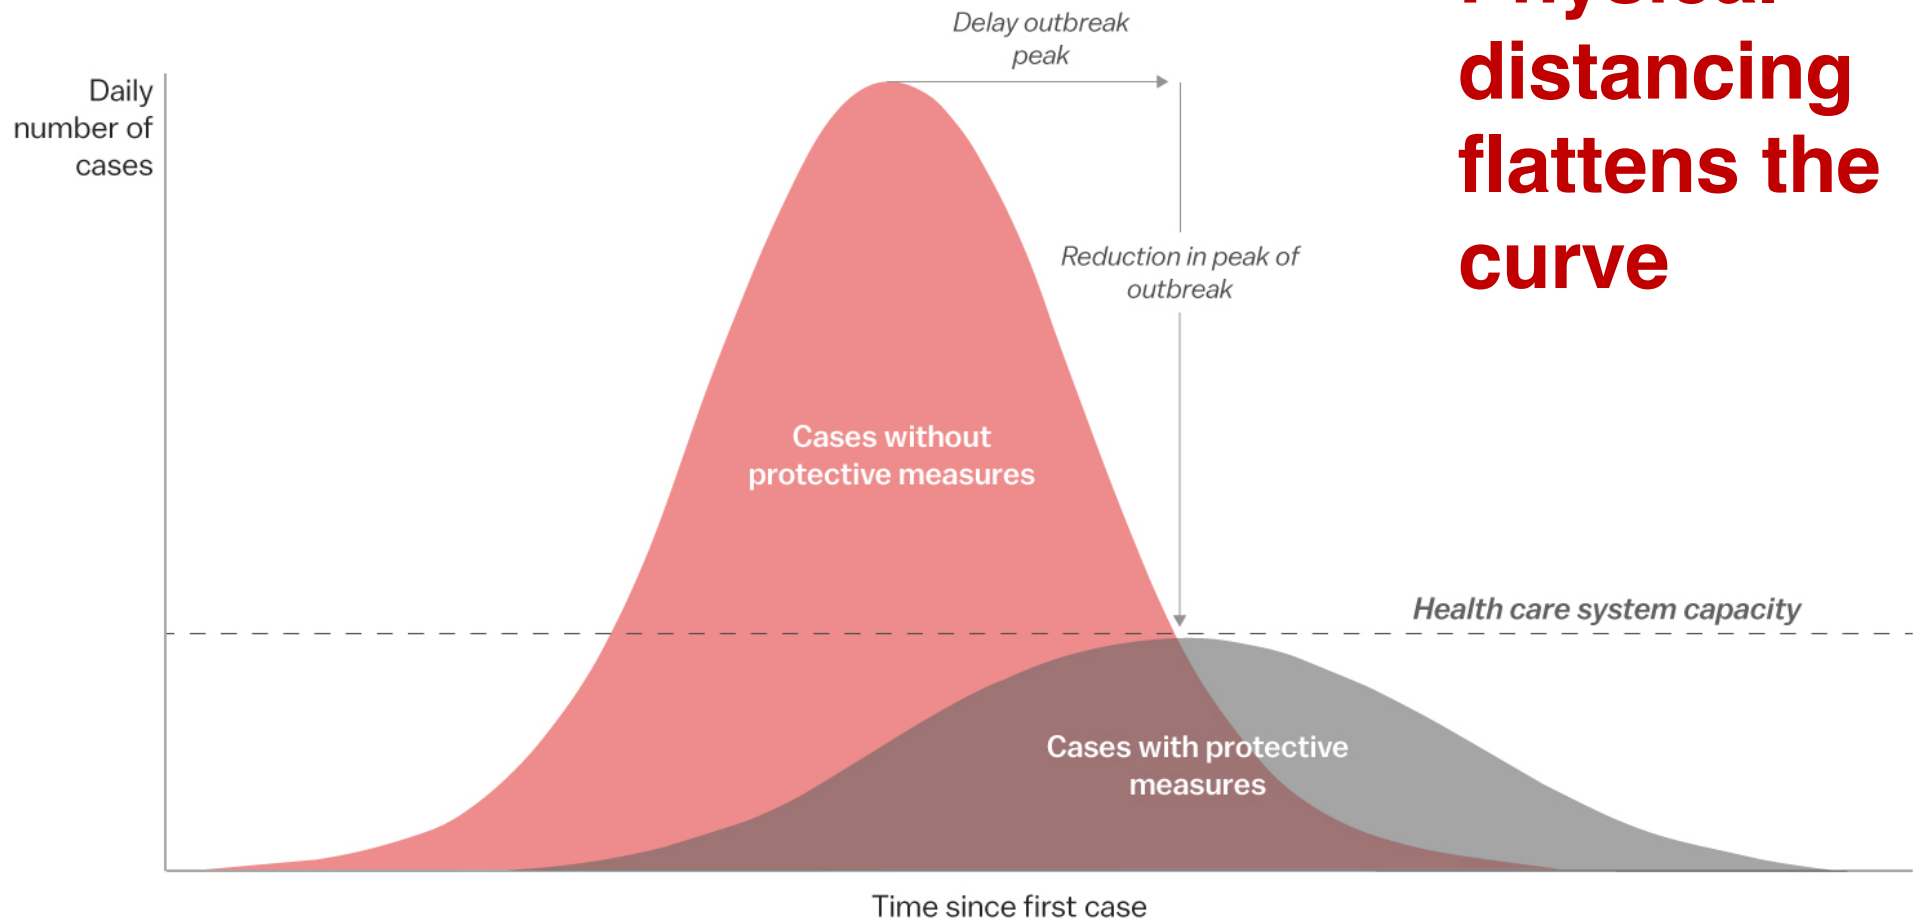 Delay outbreak
peak
Physical
distancing
flattens the
curve
Daily
number of
cases
Reduction in peak of
outbreak
Cases without
protective measures
Health care system capacity
Cases with protective
measures
Time since first case